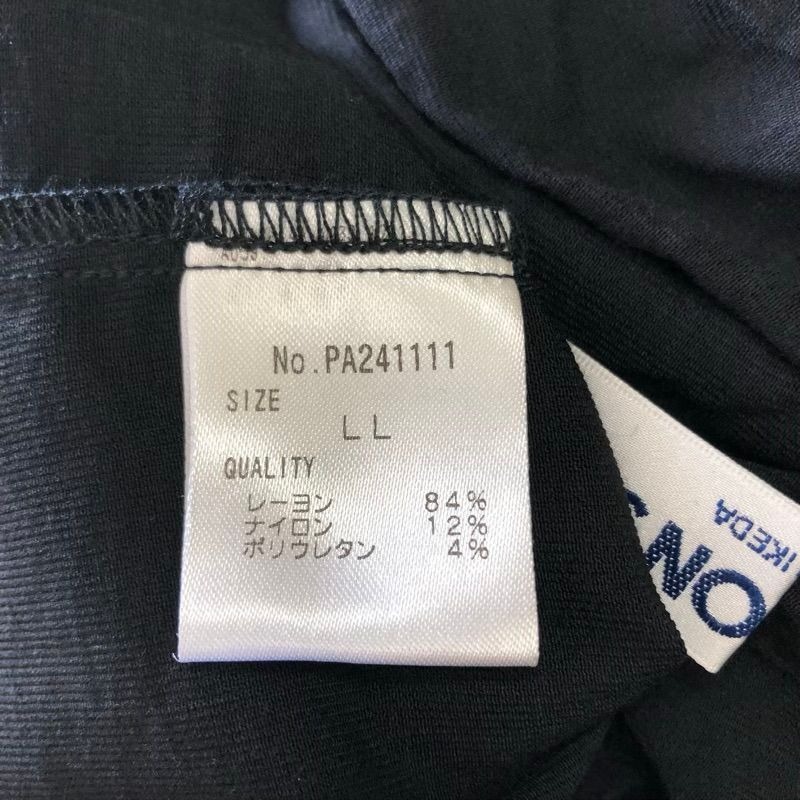 No.PA241111
SIZE
LL
QUALITY
レーヨン 84%
ナイロン 12%
ポリウレタン 4%
ON
IKEDA